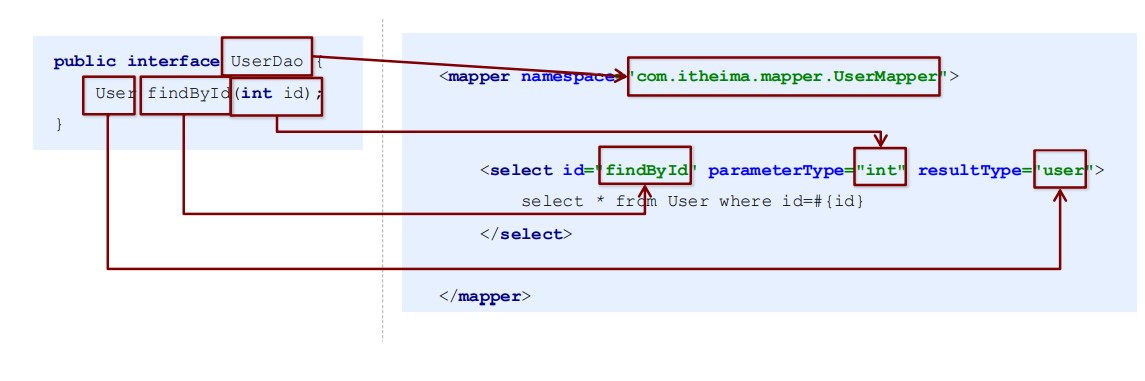 public interface UserDao {
User findById(int id);
}
<mapper namespace="com.itheima.mapper.UserMapper">
<select id="findById" parameterType="int" resultType="user">
select * from User where id=#{id}
</select>
</mapper>